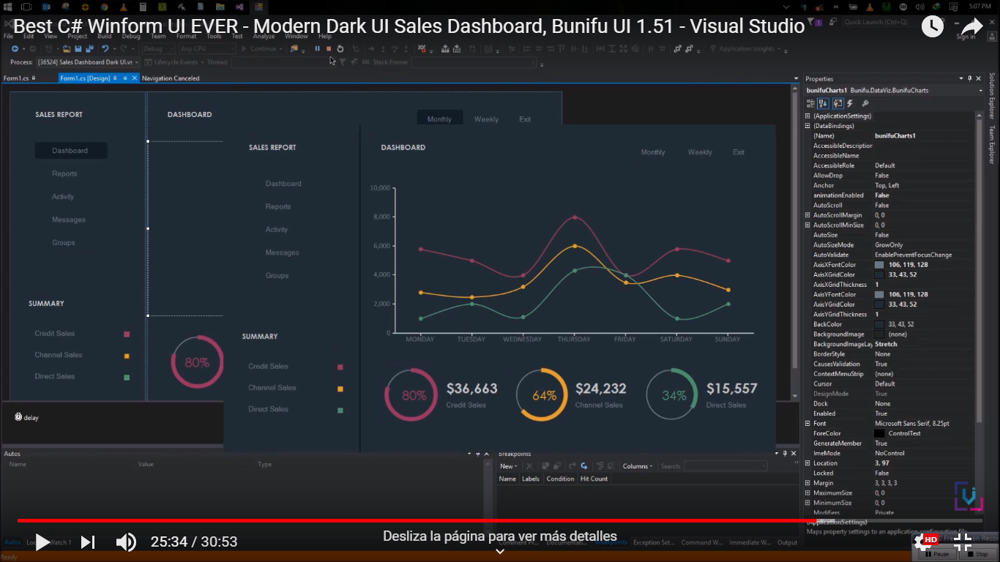 Best C# Winform UI EVER - Modern Dark UI Sales Dashboard, Bunifu UI 1.51 - Visual Studio
5:07 PM
Quick Launch (Ctrl+Q)
Sign in
File Edit View Project Build Debug Team Format Tools Test Analyze Window Help
Debug Any CPU Continue Application Insights
Process: [36524] Sales Dashboard Dark UI.vs Lifecycle Events Thread: Stack Frame:
Form1.cs Form1.cs [Design] Navigation Canceled
SALES REPORT
Dashboard
Reports
Activity
Messages
Groups
SUMMARY
Credit Sales
Channel Sales
Direct Sales
DASHBOARD
Monthly Weekly Exit
80%
SALES REPORT
Dashboard
Reports
Activity
Messages
Groups
SUMMARY
Credit Sales
Channel Sales
Direct Sales
DASHBOARD
Monthly Weekly Exit
10,000
8,000
6,000
4,000
2,000
0
MONDAY TUESDAY WEDNESDAY THURSDAY FRIDAY SATURDAY SUNDAY
80% $36,663
Credit Sales
64% $24,232
Channel Sales
34% $15,557
Direct Sales
delay
Autos
Name Value Type
Breakpoints
New Columns Search:
Name Labels Condition Hit Count
Properties
bunifuCharts1 Bunifu.DataViz.BunifuCharts
(ApplicationSettings)
(DataBindings)
(Name) bunifuCharts1
AccessibleDescription
AccessibleName
AccessibleRole Default
AllowDrop False
Anchor Top, Left
animationEnabled False
AutoScroll False
AutoScrollMargin 0, 0
AutoScrollMinSize 0, 0
AutoSize False
AutoSizeMode GrowOnly
AutoValidate EnablePreventFocusChange
AxisXFontColor 106, 119, 128
AxisXGridColor 33, 43, 52
AxisXGridThickness 1
AxisYFontColor 106, 119, 128
AxisYGridColor 33, 43, 52
AxisYGridThickness 1
BackColor 33, 43, 52
BackgroundImage (none)
BackgroundImageLay Stretch
BorderStyle None
CausesValidation True
ContextMenuStrip (none)
Cursor Default
DesignMode True
Dock None
Enabled True
Font Microsoft Sans Serif, 8.25pt
ForeColor ControlText
GenerateMember True
ImeMode NoControl
Location 3, 97
Locked False
Margin 3, 3, 3, 3
MaximumSize 0, 0
MinimumSize 0, 0
Modifiers Private
(ApplicationSettings)
Maps property settings to an application configuration file.
Solution Explorer
Team Explorer
Autos Watch 1
Breakpoints Exception Set... Command W... Immediate W... Output
25:34 / 30:53
Desliza la página para ver más detalles
HD
Pause Stop
Ready